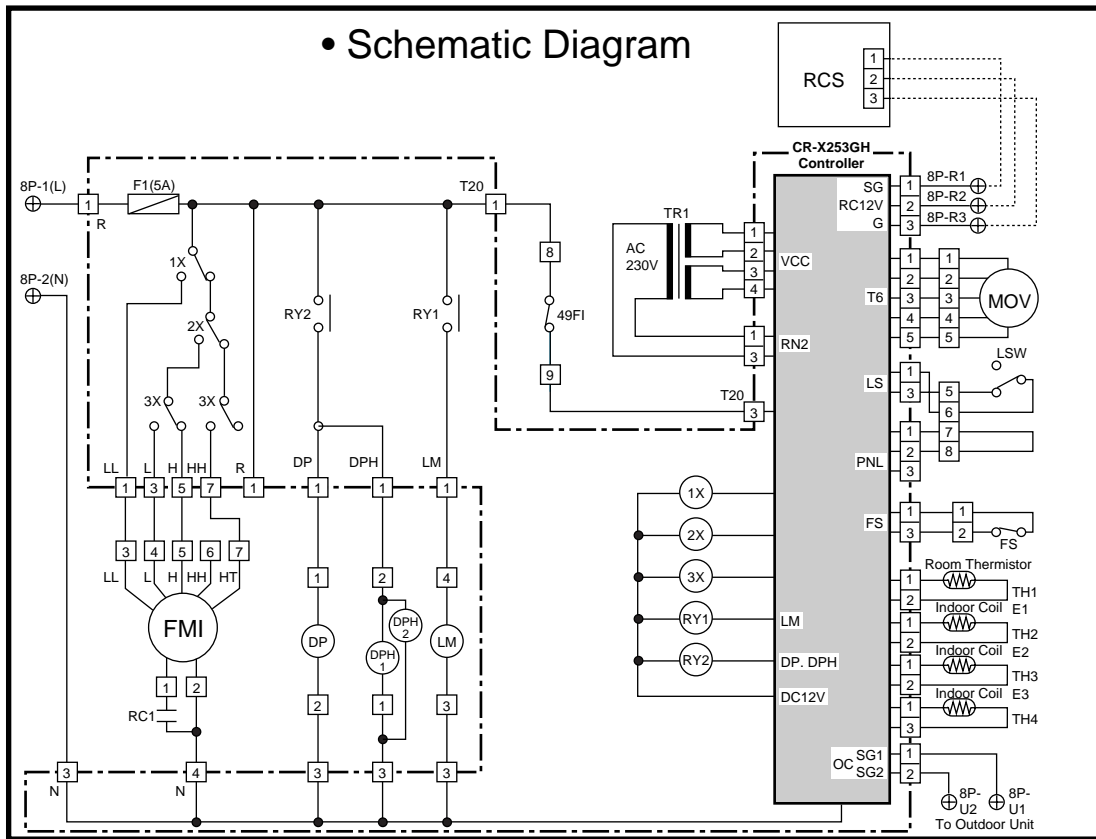 • Schematic Diagram
RCS
1
2
3
CR-X253GH
Controller
8P-1(L)
1
R
F1(5A)
T20
1
8P-2(N)
1X
2X
3X
3X
RY2
RY1
8
49FI
9
T20
3
TR1
AC
230V
1
2
3
4
VCC
1
3
RN2
SG
RC12V
G
1
2
3
8P-R1
8P-R2
8P-R3
T6
1
2
3
4
5
1
2
3
4
5
MOV
LS
1
3
5
6
LSW
PNL
1
2
3
7
8
FS
1
3
1
2
FS
Room Thermistor
1
2
TH1
Indoor Coil E1
1
2
TH2
Indoor Coil E2
1
2
TH3
Indoor Coil E3
1
3
TH4
OC
SG1
SG2
1
2
8P-
U2
8P-
U1
To Outdoor Unit
1X
2X
3X
RY1
LM
RY2
DP. DPH
DC12V
LL
L
H
HH
R
DP
DPH
LM
1
3
5
7
1
1
1
1
3
4
5
6
7
LL
L
H
HH
HT
FMI
1
2
RC1
1
DP
2
2
DPH
1
DPH
2
1
4
LM
3
3
N
4
N
3
3
3